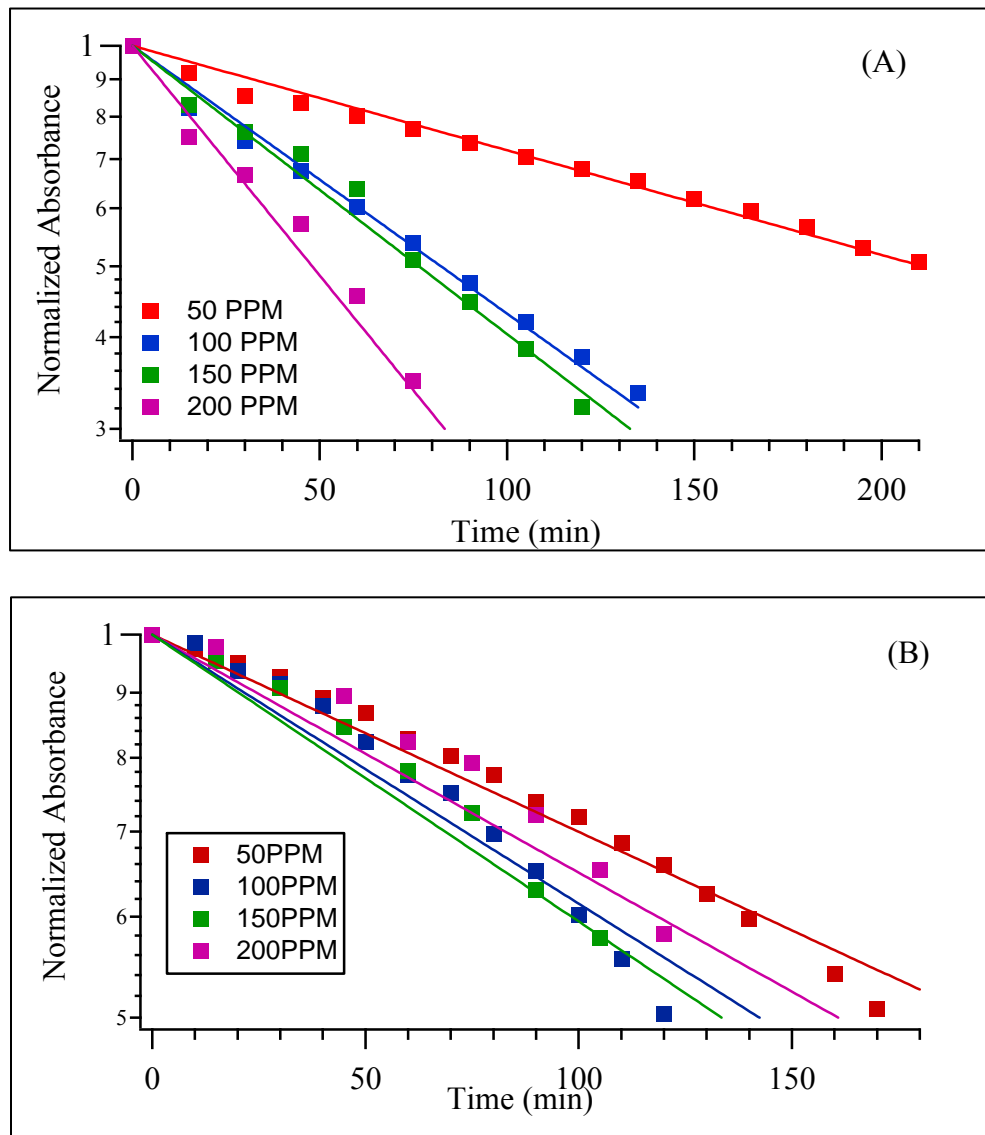 (A)
Normalized Absorbance
1
9
8
7
6
5
4
3
50 PPM
100 PPM
150 PPM
200 PPM
0 50 100 150 200
Time (min)
(B)
Normalized Absorbance
1
9
8
7
6
5
50PPM
100PPM
150PPM
200PPM
0 50 100 150
Time (min)